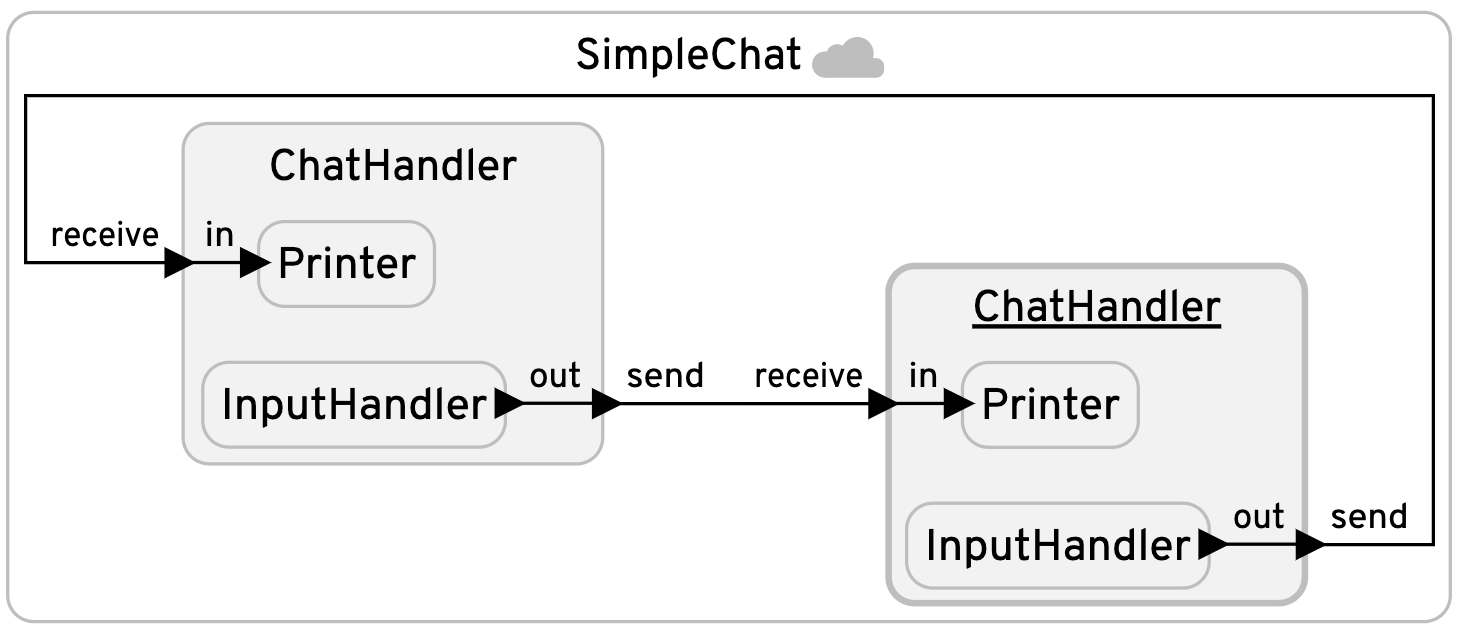 SimpleChat
ChatHandler
receive in Printer
ChatHandler
InputHandler out send receive in Printer
InputHandler out send